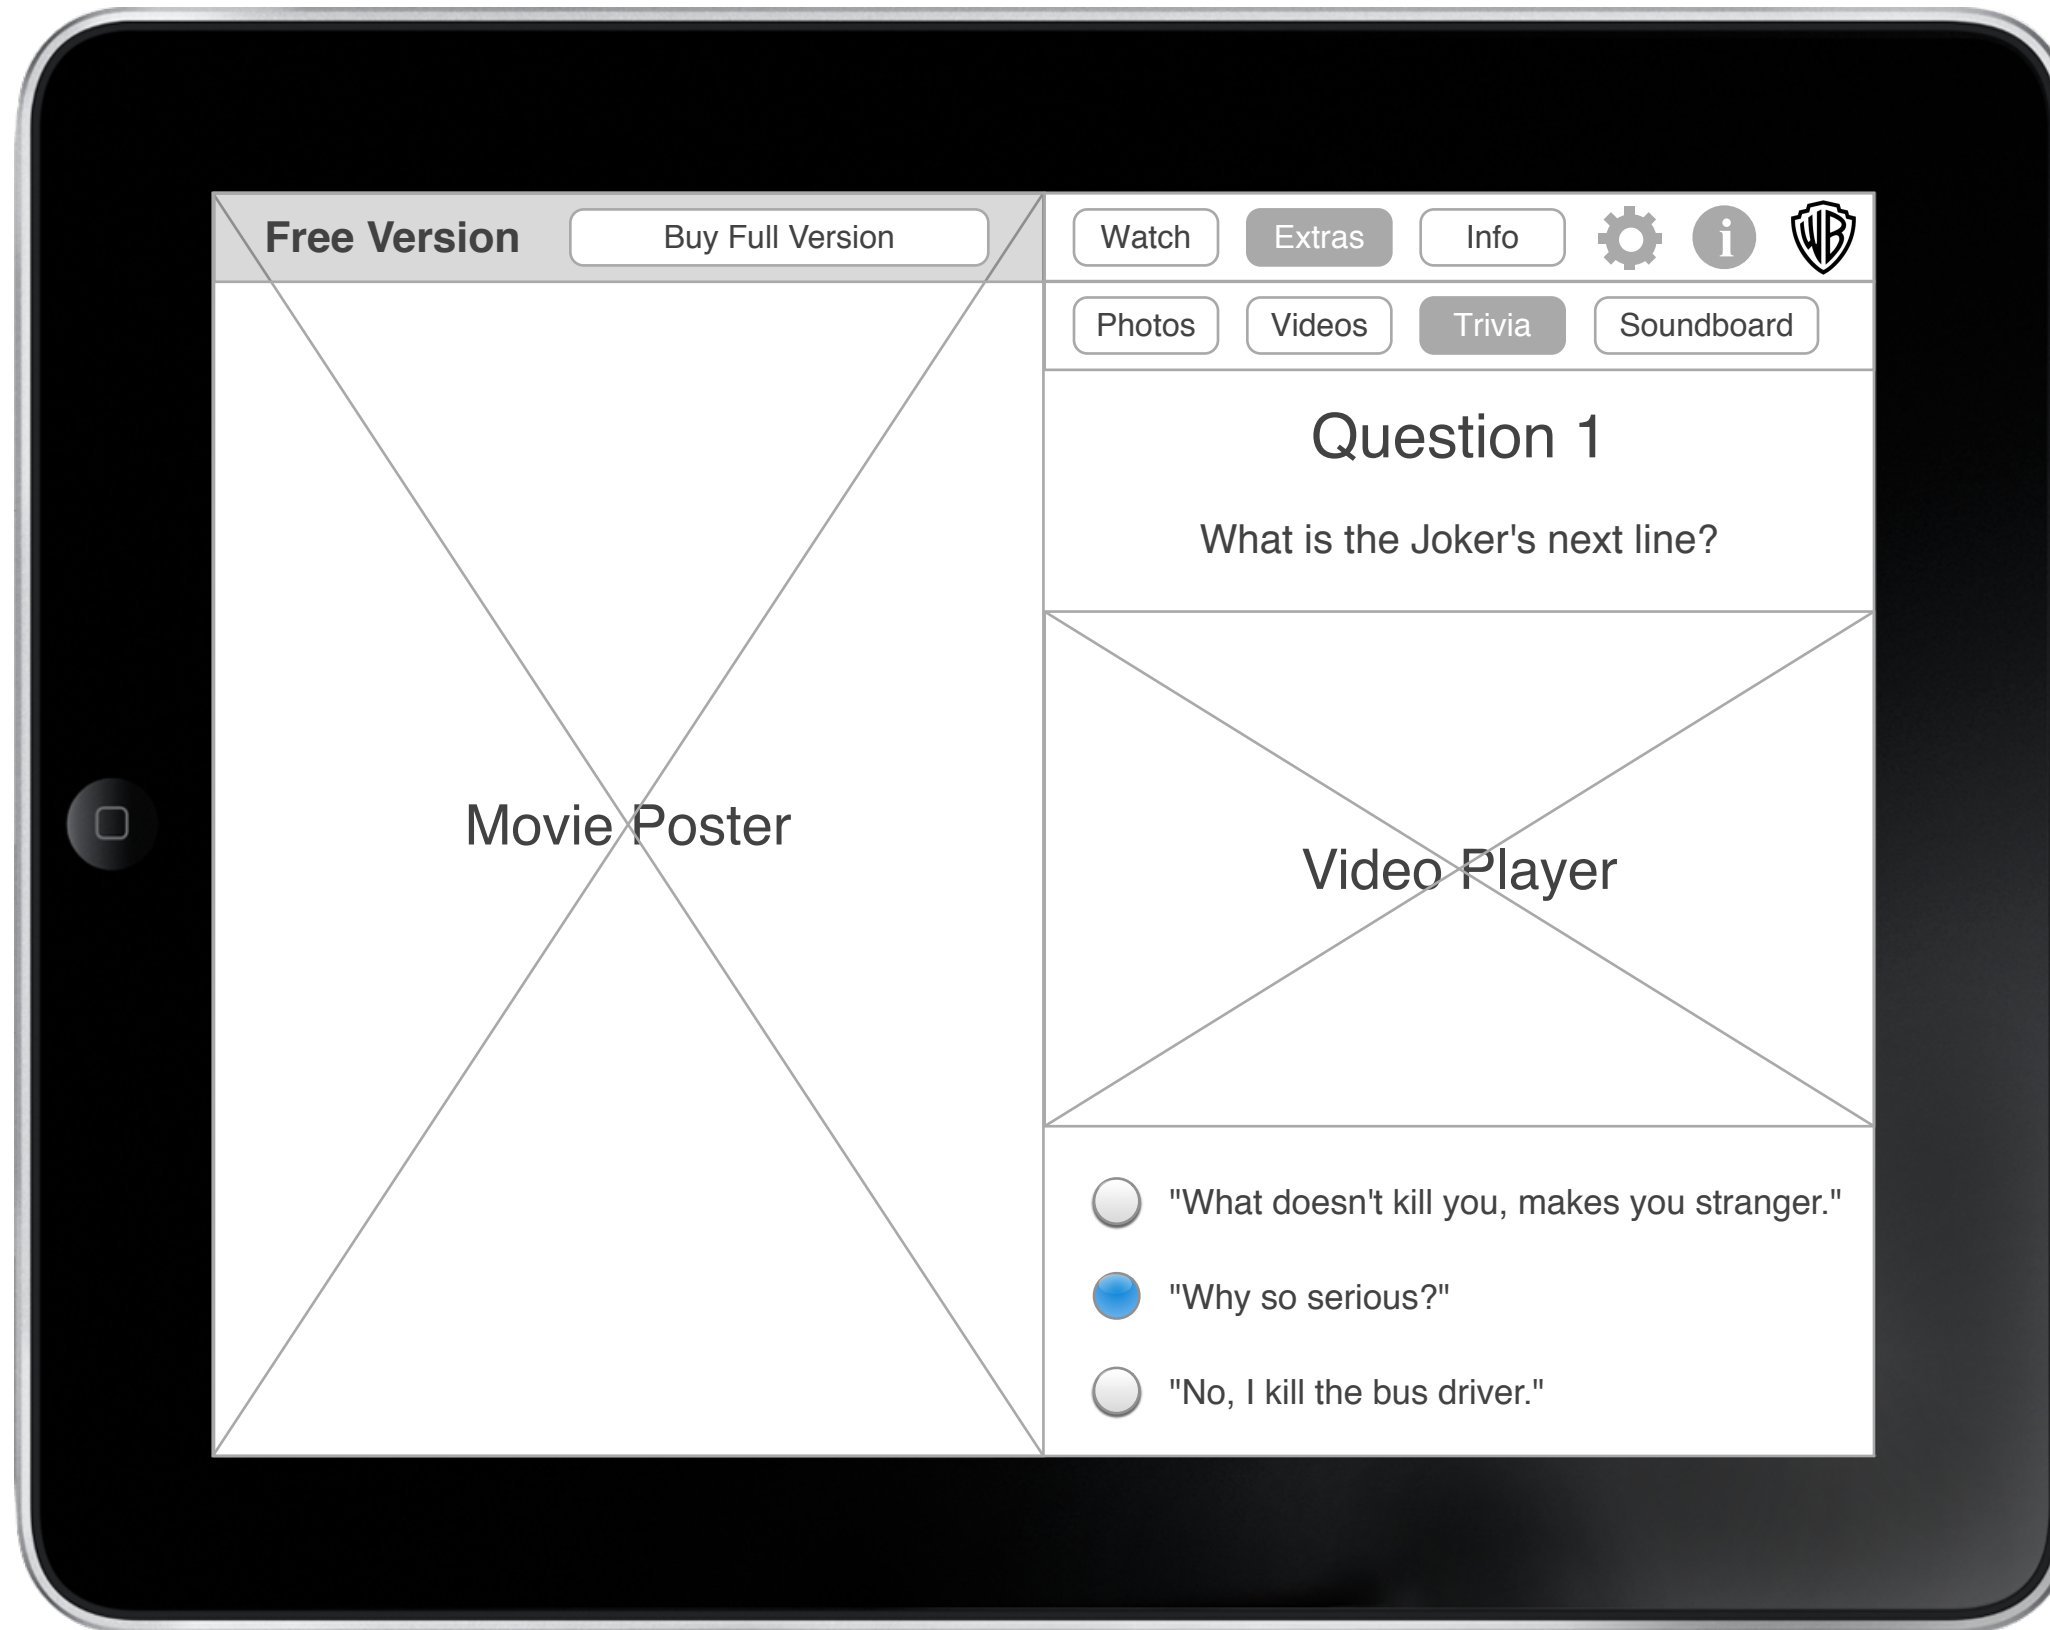 Free Version
Buy Full Version
Watch
Extras
Info
i
WB
Photos
Videos
Trivia
Soundboard
Question 1
What is the Joker's next line?
Movie Poster
Video Player
"What doesn't kill you, makes you stranger."
"Why so serious?"
"No, I kill the bus driver."